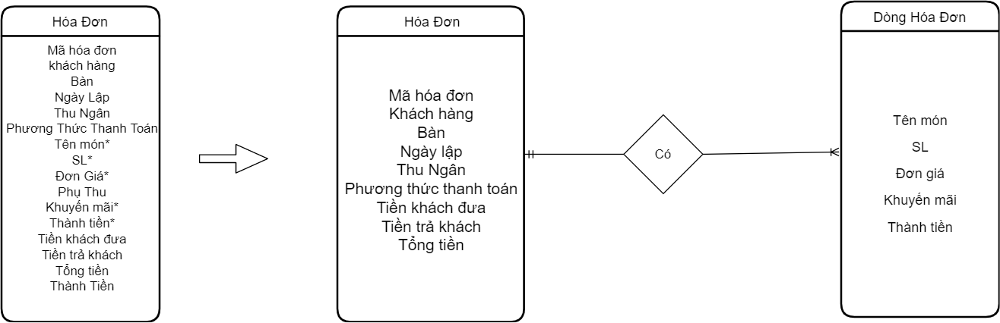 Hóa Đơn
Mã hóa đơn
khách hàng
Bàn
Ngày Lập
Thu Ngân
Phương Thức Thanh Toán
Tên món*
SL*
Đơn Giá*
Phụ Thu
Khuyến mãi*
Thành tiền*
Tiền khách đưa
Tiền trả khách
Tổng tiền
Thành Tiền
Hóa Đơn
Mã hóa đơn
Khách hàng
Bàn
Ngày lập
Thu Ngân
Phương thức thanh toán
Tiền khách đưa
Tiền trả khách
Tổng tiền
Có
Dòng Hóa Đơn
Tên món
SL
Đơn giá
Khuyến mãi
Thành tiền